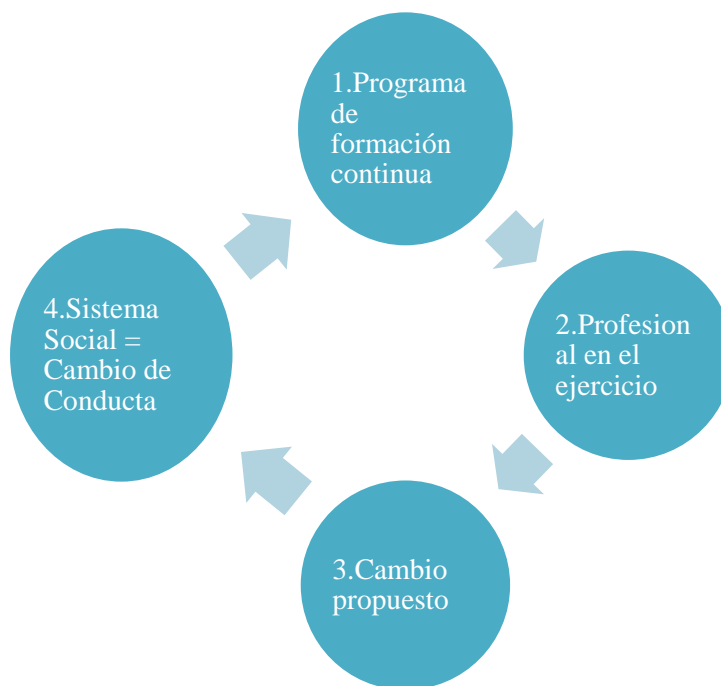 1.Programa
de
formación
continua
2.Profesion
al en el
ejercicio
3.Cambio
propuesto
4.Sistema
Social =
Cambio de
Conducta